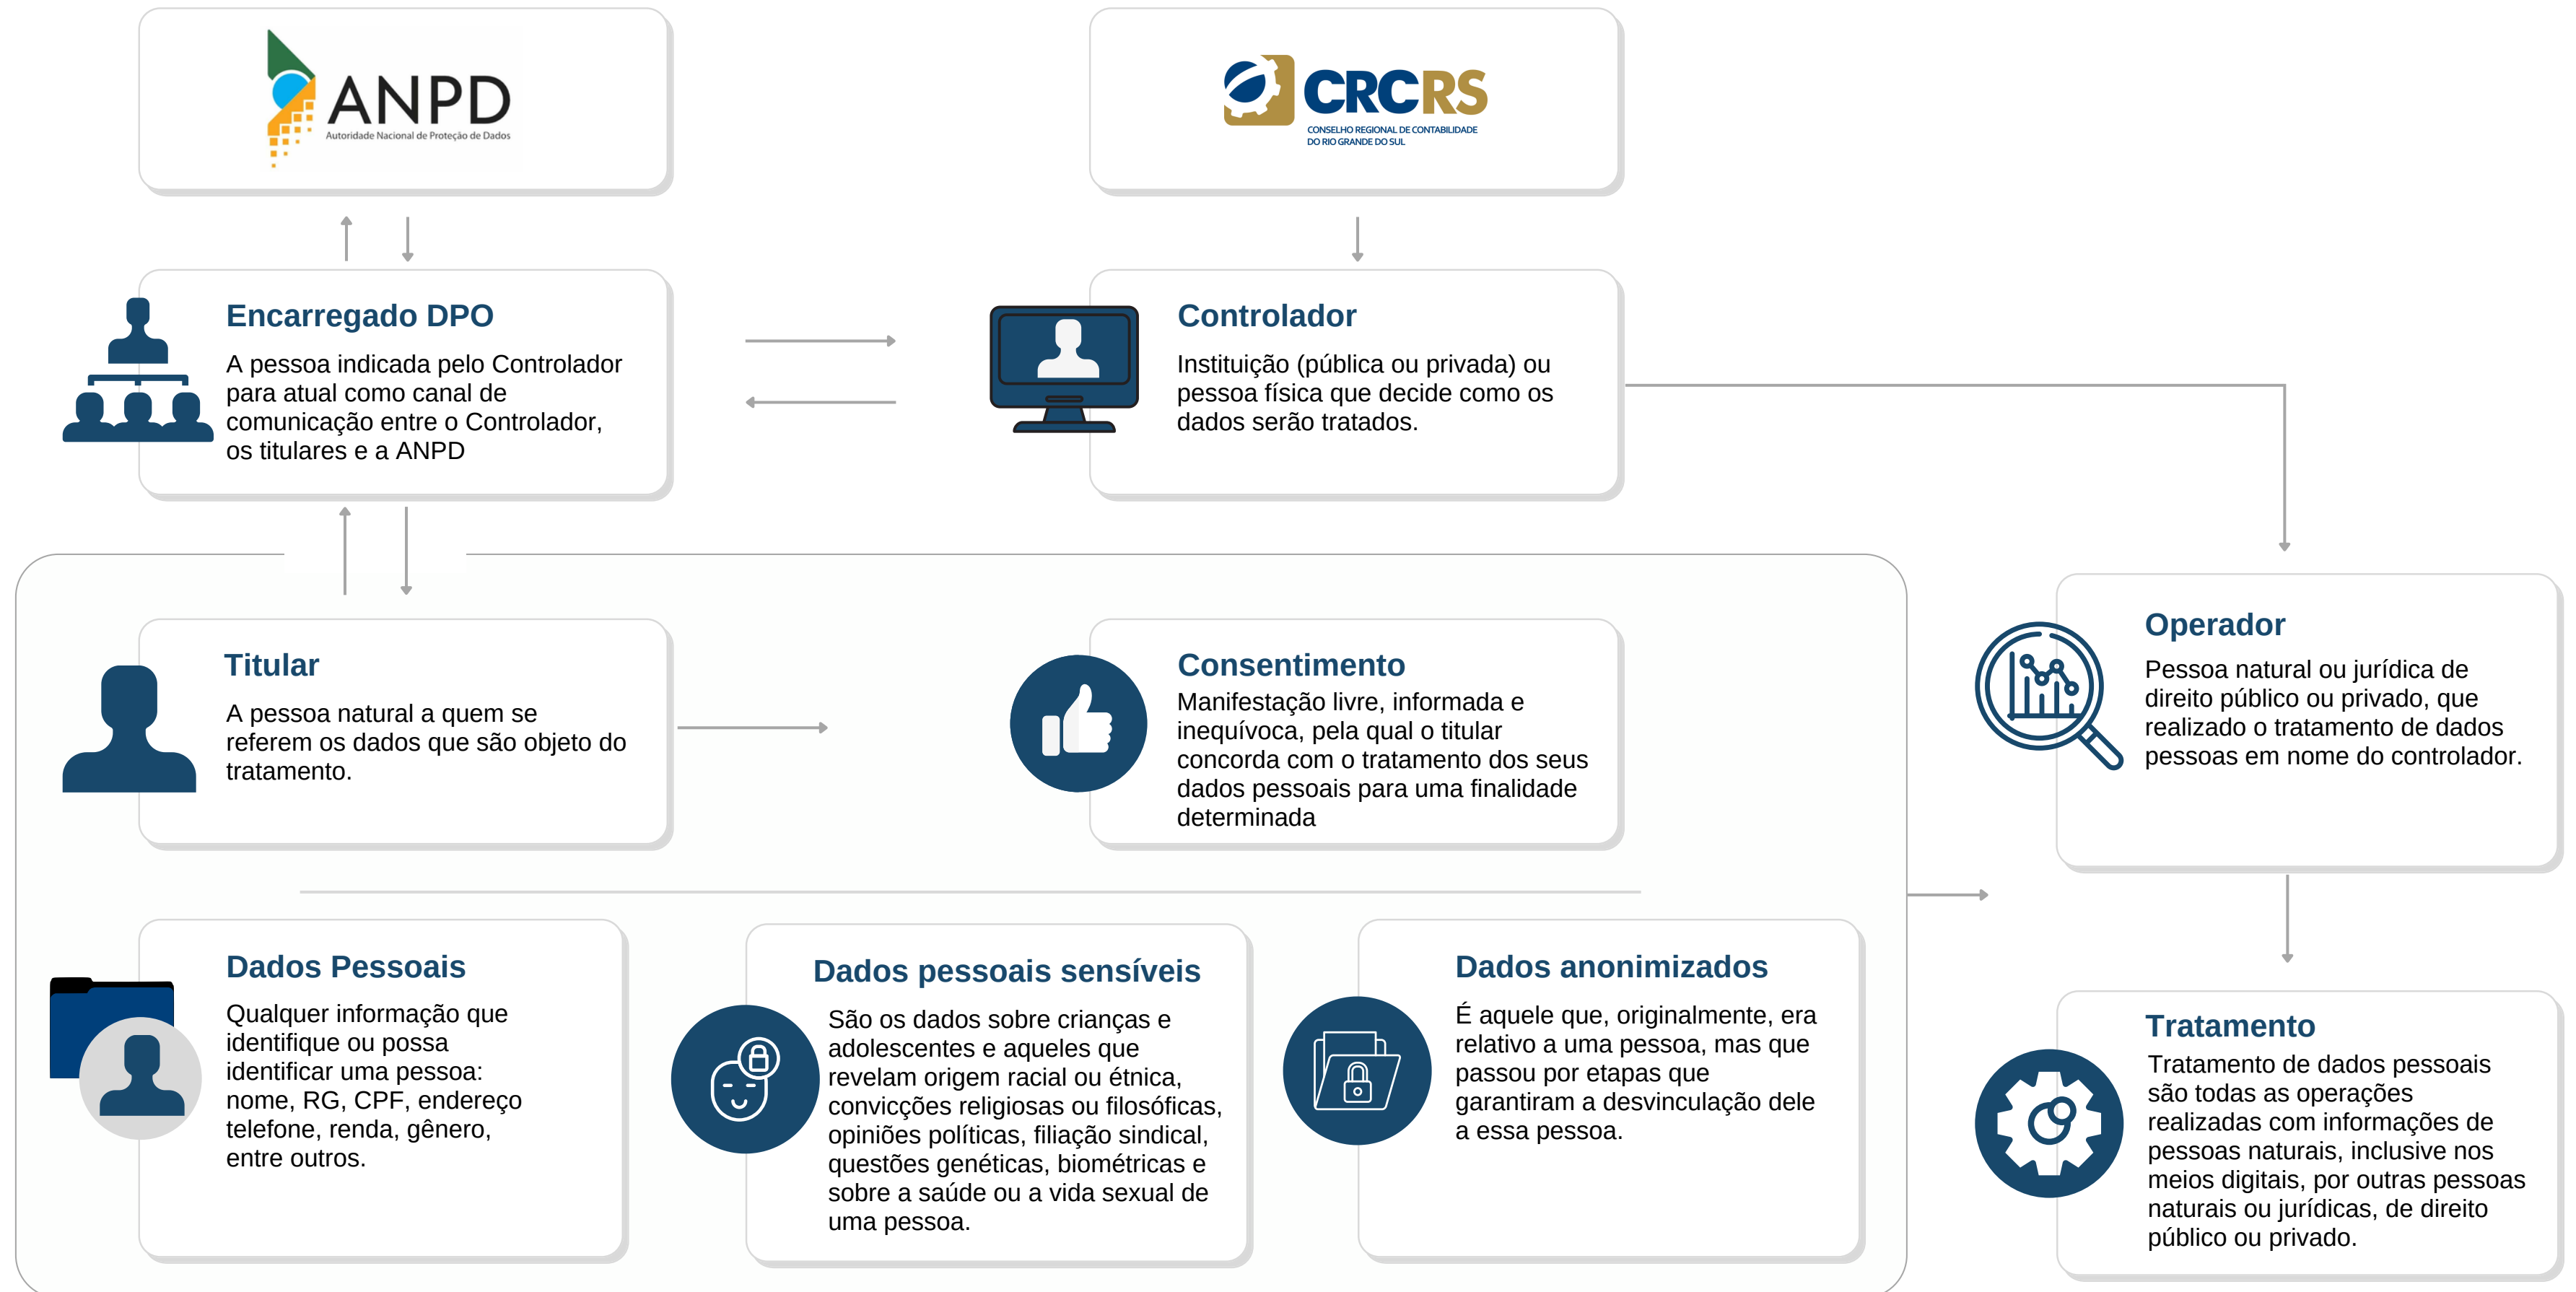 ANPD
Autoridade Nacional de Proteção de Dados
CRCRS
CONSELHO REGIONAL DE CONTABILIDADE
DO RIO GRANDE DO SUL
Encarregado DPO
A pessoa indicada pelo Controlador
para atual como canal de
comunicação entre o Controlador,
os titulares e a ANPD
Controlador
Instituição (pública ou privada) ou
pessoa física que decide como os
dados serão tratados.
Titular
A pessoa natural a quem se
referem os dados que são objeto do
tratamento.
Consentimento
Manifestação livre, informada e
inequívoca, pela qual o titular
concorda com o tratamento dos seus
dados pessoais para uma finalidade
determinada
Operador
Pessoa natural ou jurídica de
direito público ou privado, que
realizado o tratamento de dados
pessoas em nome do controlador.
Dados Pessoais
Qualquer informação que
identifique ou possa
identificar uma pessoa:
nome, RG, CPF, endereço
telefone, renda, gênero,
entre outros.
Dados pessoais sensíveis
São os dados sobre crianças e
adolescentes e aqueles que
revelam origem racial ou étnica,
convicções religiosas ou filosóficas,
opiniões políticas, filiação sindical,
questões genéticas, biométricas e
sobre a saúde ou a vida sexual de
uma pessoa.
Dados anonimizados
É aquele que, originalmente, era
relativo a uma pessoa, mas que
passou por etapas que
garantiram a desvinculação dele
a essa pessoa.
Tratamento
Tratamento de dados pessoais
são todas as operações
realizadas com informações de
pessoas naturais, inclusive nos
meios digitais, por outras pessoas
naturais ou jurídicas, de direito
público ou privado.